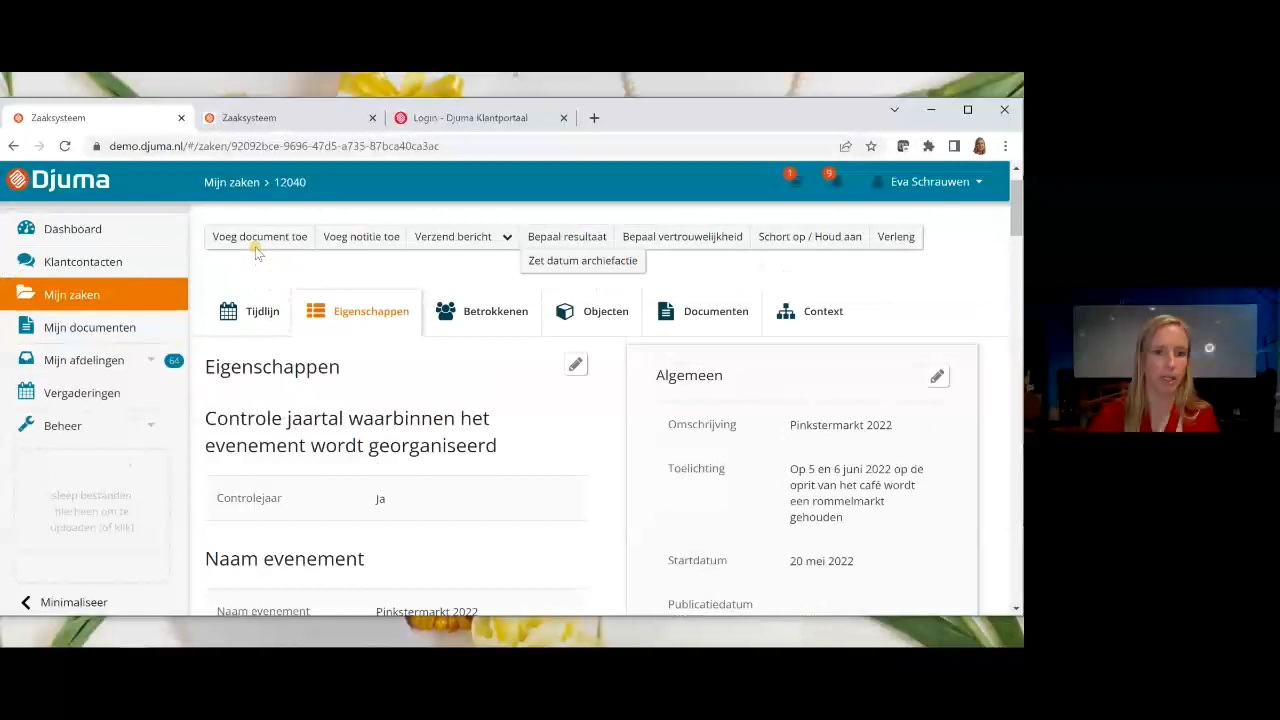 Zaaksysteem
Zaaksysteem
Login - Djuma Klantportaal
demo.djuma.nl/#/zaken/92092bce-9696-47d5-a735-87bca40ca3ac
Djuma
Mijn zaken > 12040
1
9
Eva Schrauwen
Dashboard
Klantcontacten
Mijn zaken
Mijn documenten
Mijn afdelingen
64
Vergaderingen
Beheer
sleep bestanden
hierheen om te
uploaden (of klik)
Minimaliseer
Voeg document toe
Voeg notitie toe
Verzend bericht
Bepaal resultaat
Bepaal vertrouwelijkheid
Schort op / Houd aan
Verleng
Zet datum archiefactie
Tijdlijn
Eigenschappen
Betrokkenen
Objecten
Documenten
Context
Eigenschappen
Controle jaartal waarbinnen het
evenement wordt georganiseerd
Controlejaar Ja
Naam evenement
Naam evenement Pinkstermarkt 2022
Algemeen
Omschrijving Pinkstermarkt 2022
Toelichting Op 5 en 6 juni 2022 op de
oprit van het café wordt
een rommelmarkt
gehouden
Startdatum 20 mei 2022
Publicatiedatum